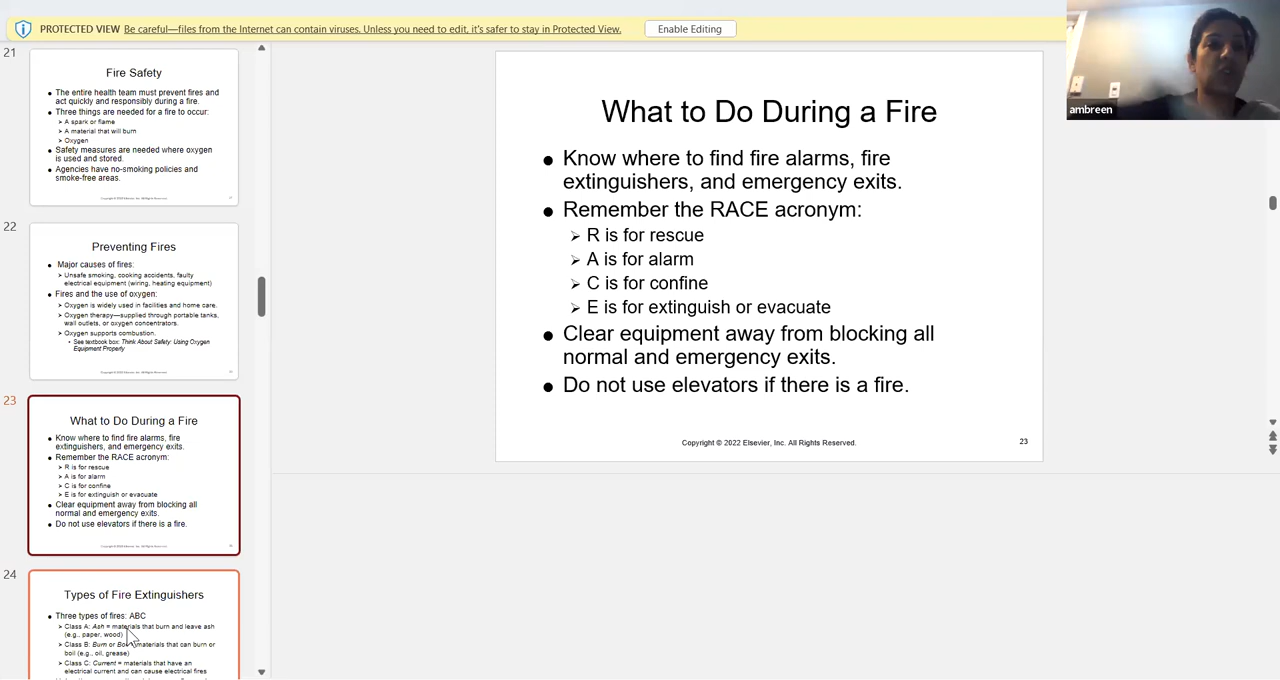 PROTECTED VIEW Be careful—files from the Internet can contain viruses. Unless you need to edit, it's safer to stay in Protected View. Enable Editing
ambreen
21
Fire Safety
• The entire health team must prevent fires and
act quickly and responsibly during a fire.
• Three things are needed for a fire to occur:
➢ A spark or flame
➢ A material that will burn
➢ Oxygen
• Safety measures are needed where oxygen
is used and stored.
• Agencies have no-smoking policies and
smoke-free areas.
22
Preventing Fires
• Major causes of fires:
➢ Unsafe smoking, cooking accidents, faulty
electrical equipment (wiring, heating equipment)
• Fires and the use of oxygen:
➢ Oxygen is widely used in facilities and home care.
➢ Oxygen therapy—supplied through portable tanks,
wall outlets, or oxygen concentrators.
➢ Oxygen supports combustion.
• See textbook box: Think About Safety: Using Oxygen
Equipment Properly
23
What to Do During a Fire
• Know where to find fire alarms, fire
extinguishers, and emergency exits.
• Remember the RACE acronym:
➢ R is for rescue
➢ A is for alarm
➢ C is for confine
➢ E is for extinguish or evacuate
• Clear equipment away from blocking all
normal and emergency exits.
• Do not use elevators if there is a fire.
24
Types of Fire Extinguishers
• Three types of fires: ABC
➢ Class A: Ash = materials that burn and leave ash
(e.g., paper, wood)
➢ Class B: Burn or materials that can burn or
boil (e.g., oil, grease)
➢ Class C: Current = materials that have an
electrical current and can cause electrical fires
What to Do During a Fire
• Know where to find fire alarms, fire
extinguishers, and emergency exits.
• Remember the RACE acronym:
➢ R is for rescue
➢ A is for alarm
➢ C is for confine
➢ E is for extinguish or evacuate
• Clear equipment away from blocking all
normal and emergency exits.
• Do not use elevators if there is a fire.
Copyright © 2022 Elsevier, Inc. All Rights Reserved.
23